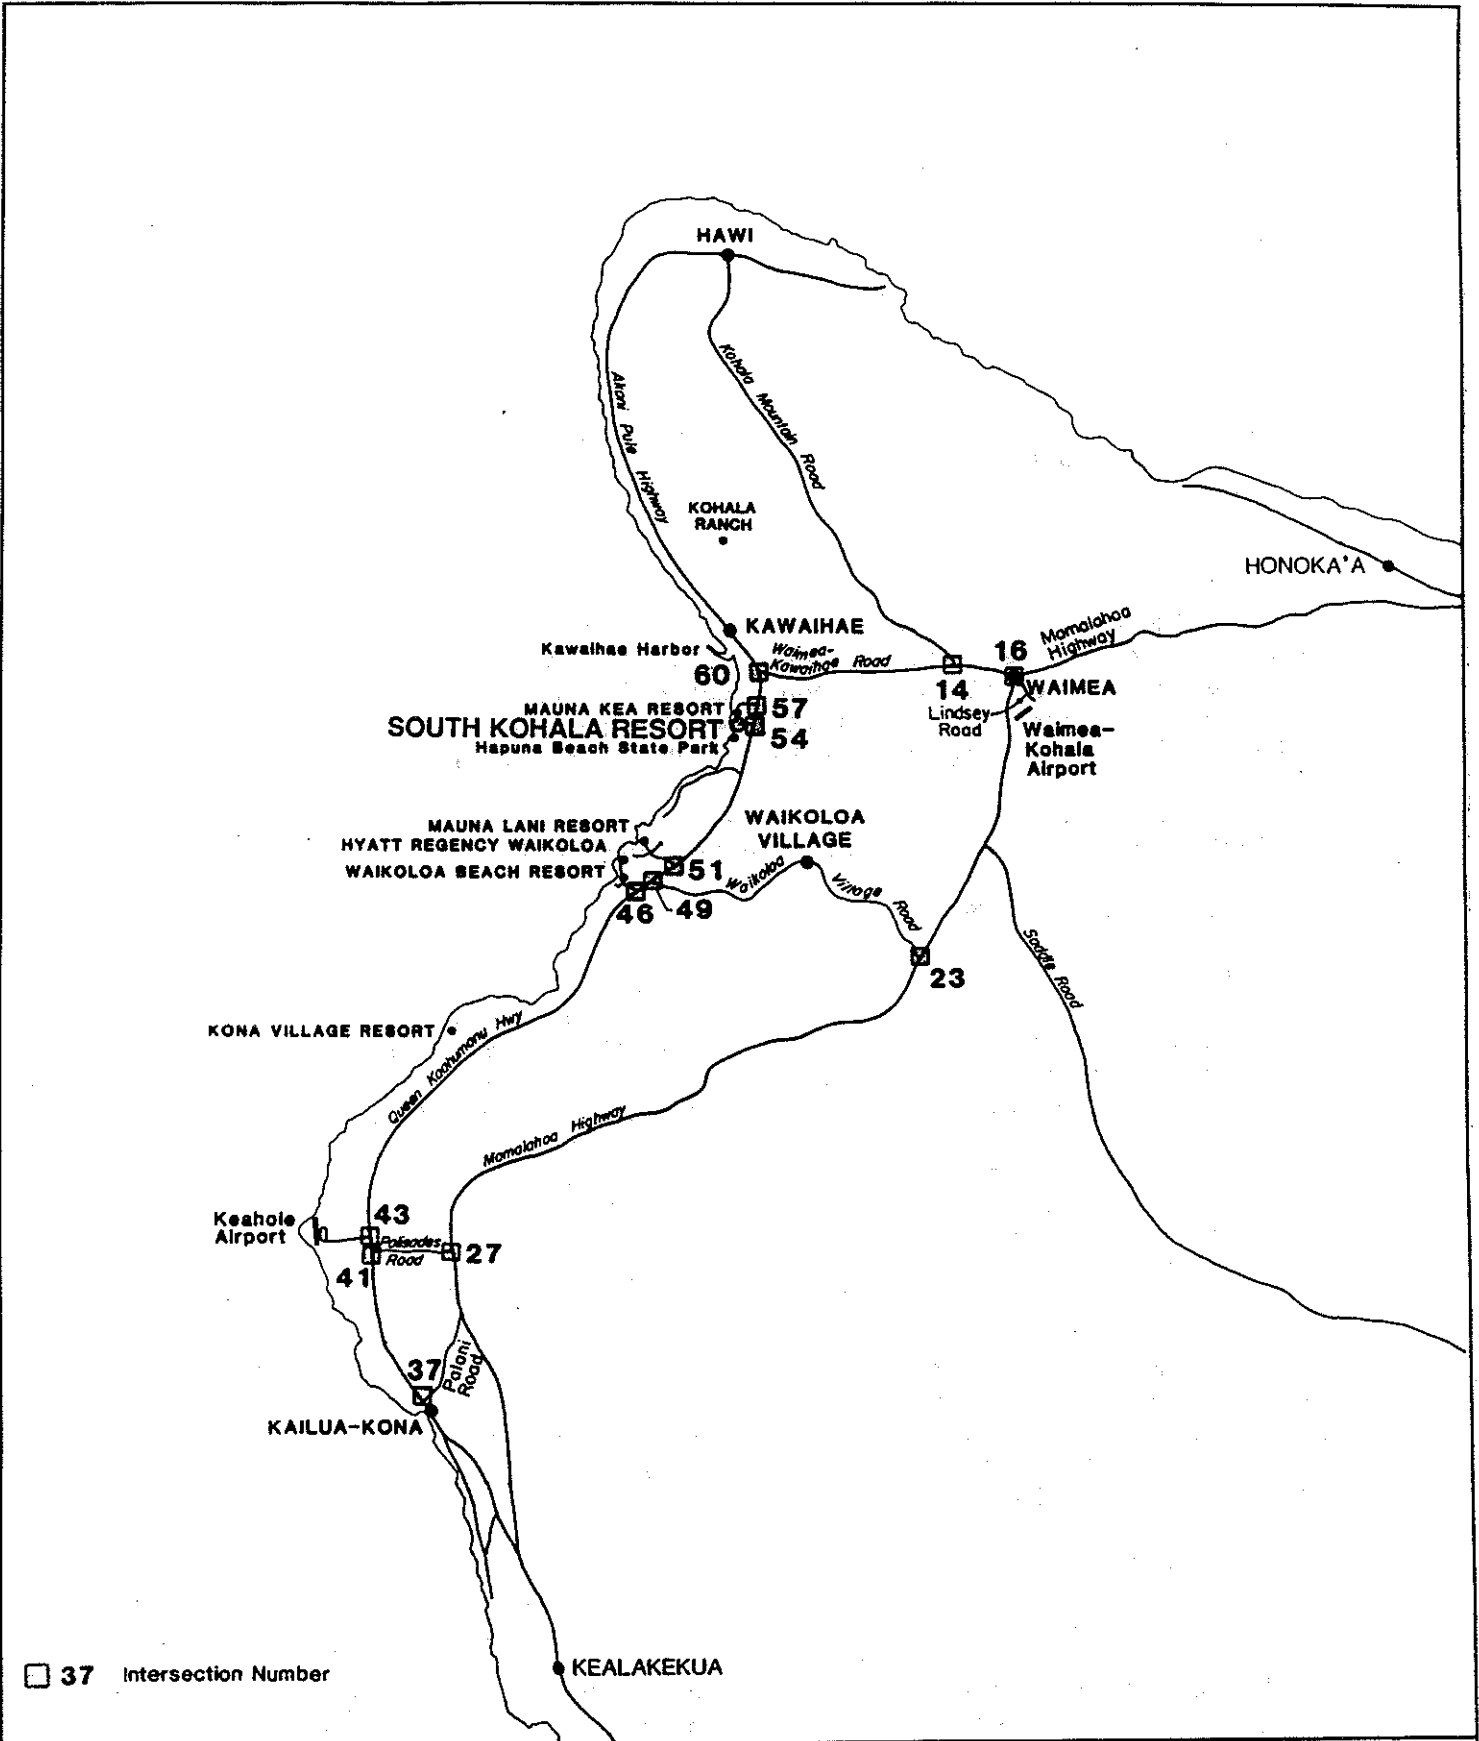 HAWI
Akoni Pule Highway
Kohala Mountain Road
KOHALA
RANCH
HONOKA'A
KAWAIHAE
Kawaihae Harbor
Waimea-
Kawaihae Road
Mamalahoa
Highway
60
14
16
WAIMEA
Lindsey
Road
MAUNA KEA RESORT
57
SOUTH KOHALA RESORT
54
Hapuna Beach State Park
Waimea-
Kohala
Airport
MAUNA LANI RESORT
HYATT REGENCY WAIKOLOA
WAIKOLOA BEACH RESORT
WAIKOLOA
VILLAGE
51
49
46
Waikoloa Village Road
23
Saddle Road
KONA VILLAGE RESORT
Queen Kaahumanu Hwy
Mamalahoa Highway
Keahole
Airport
43
Palisades
Road
27
41
37
Palani
Road
KAILUA-KONA
KEALAKEKUA
37 Intersection Number